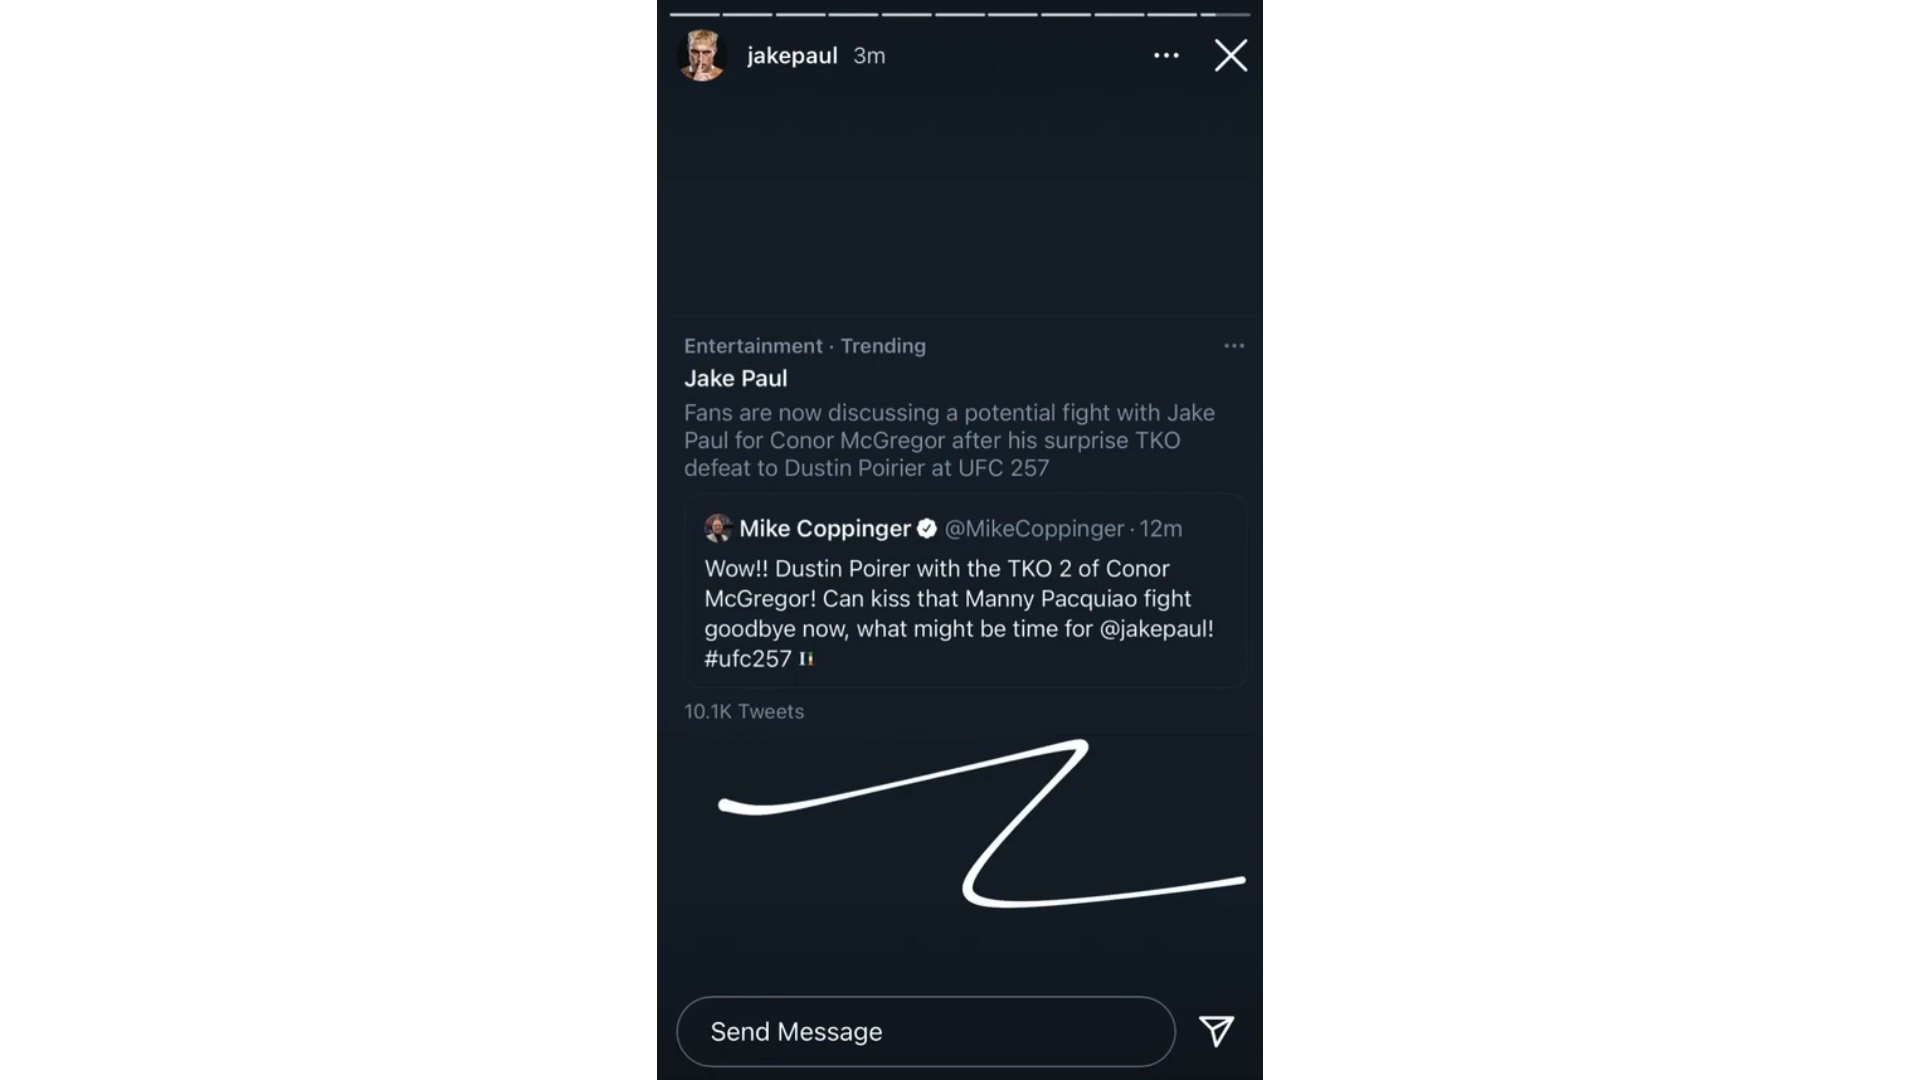 jakepaul 3m
Entertainment · Trending
Jake Paul
Fans are now discussing a potential fight with Jake
Paul for Conor McGregor after his surprise TKO
defeat to Dustin Poirier at UFC 257
Mike Coppinger @MikeCoppinger · 12m
Wow!! Dustin Poirer with the TKO 2 of Conor
McGregor! Can kiss that Manny Pacquiao fight
goodbye now, what might be time for @jakepaul!
#ufc257
10.1K Tweets
Send Message